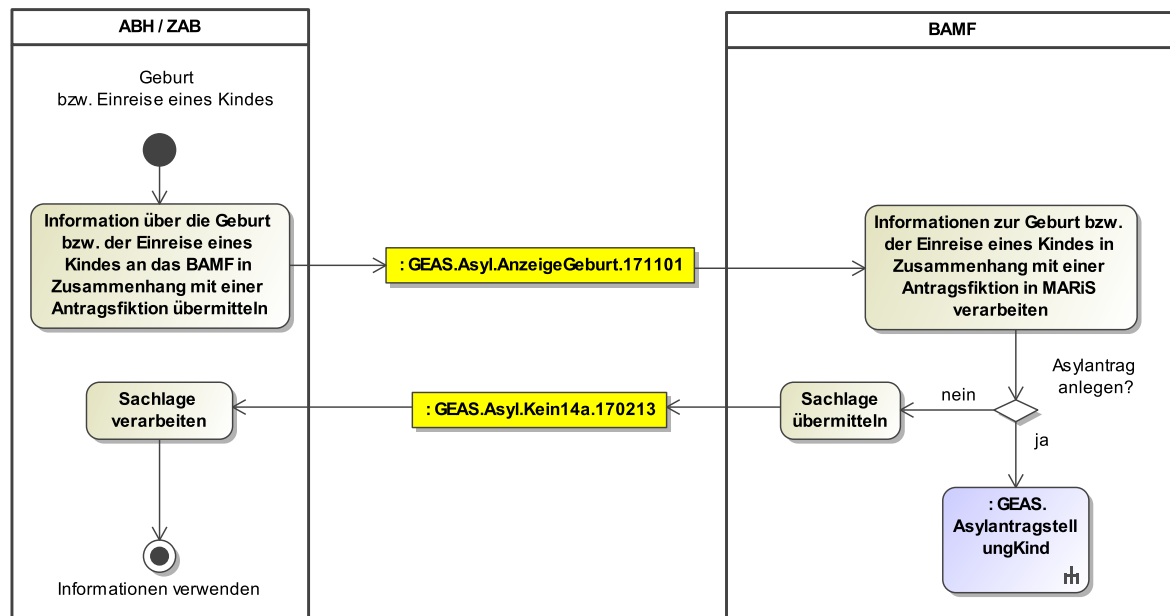 ABH / ZAB
BAMF
Geburt
bzw. Einreise eines Kindes
Information über die Geburt
bzw. der Einreise eines
Kindes an das BAMF in
Zusammenhang mit einer
Antragsfiktion übermitteln
: GEAS.Asyl.AnzeigeGeburt.171101
Informationen zur Geburt bzw.
der Einreise eines Kindes in
Zusammenhang mit einer
Antragsfiktion in MARiS
verarbeiten
Asylantrag
anlegen?
nein
ja
Sachlage
übermitteln
: GEAS.Asyl.Kein14a.170213
Sachlage
verarbeiten
: GEAS.
Asylantragstell
ungKind
Informationen verwenden